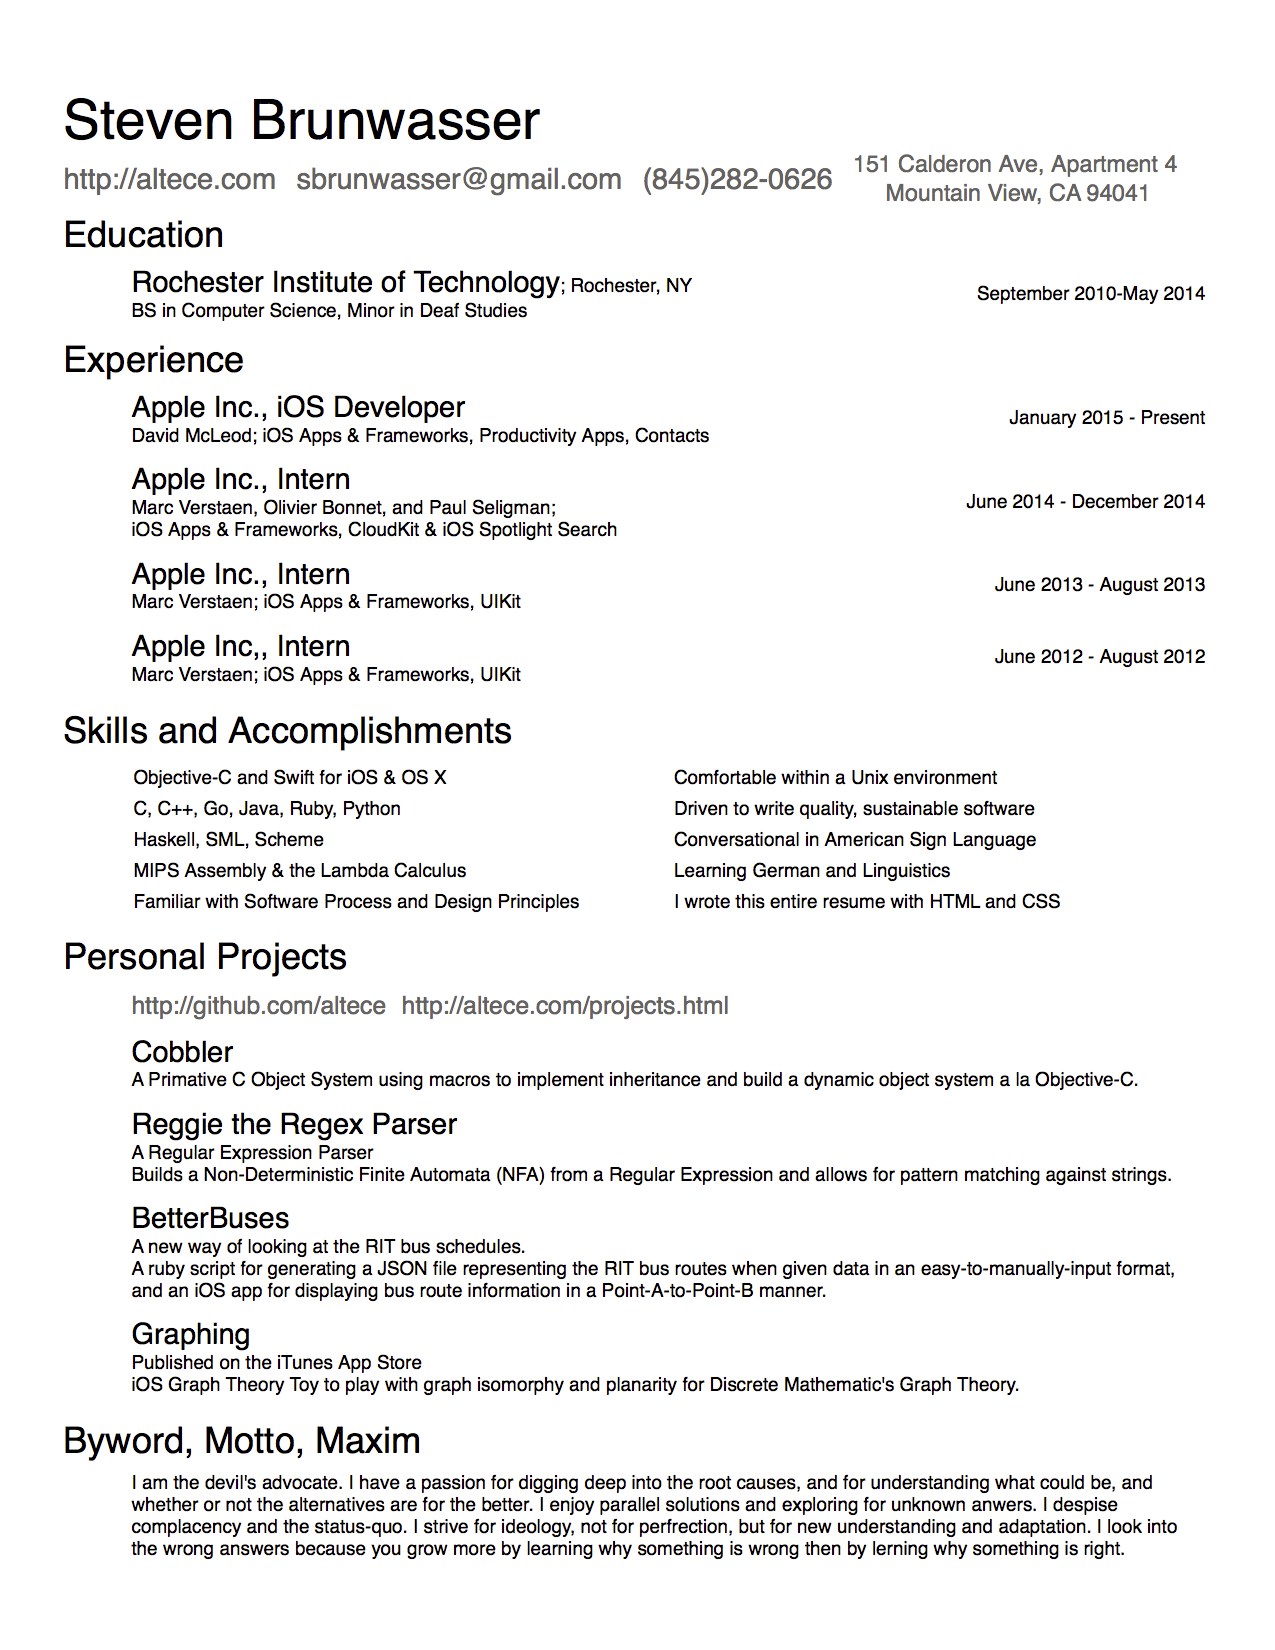 Steven Brunwasser
http://altece.com sbrunwasser@gmail.com (845)282-0626
151 Calderon Ave, Apartment 4
Mountain View, CA 94041
Education
Rochester Institute of Technology; Rochester, NY
BS in Computer Science, Minor in Deaf Studies
September 2010-May 2014
Experience
Apple Inc., iOS Developer
David McLeod; iOS Apps & Frameworks, Productivity Apps, Contacts
January 2015 - Present
Apple Inc., Intern
Marc Verstaen, Olivier Bonnet, and Paul Seligman;
iOS Apps & Frameworks, CloudKit & iOS Spotlight Search
June 2014 - December 2014
Apple Inc., Intern
Marc Verstaen; iOS Apps & Frameworks, UIKit
June 2013 - August 2013
Apple Inc,, Intern
Marc Verstaen; iOS Apps & Frameworks, UIKit
June 2012 - August 2012
Skills and Accomplishments
Objective-C and Swift for iOS & OS X
C, C++, Go, Java, Ruby, Python
Haskell, SML, Scheme
MIPS Assembly & the Lambda Calculus
Familiar with Software Process and Design Principles
Comfortable within a Unix environment
Driven to write quality, sustainable software
Conversational in American Sign Language
Learning German and Linguistics
I wrote this entire resume with HTML and CSS
Personal Projects
http://github.com/altece http://altece.com/projects.html
Cobbler
A Primative C Object System using macros to implement inheritance and build a dynamic object system a la Objective-C.
Reggie the Regex Parser
A Regular Expression Parser
Builds a Non-Deterministic Finite Automata (NFA) from a Regular Expression and allows for pattern matching against strings.
BetterBuses
A new way of looking at the RIT bus schedules.
A ruby script for generating a JSON file representing the RIT bus routes when given data in an easy-to-manually-input format,
and an iOS app for displaying bus route information in a Point-A-to-Point-B manner.
Graphing
Published on the iTunes App Store
iOS Graph Theory Toy to play with graph isomorphy and planarity for Discrete Mathematic's Graph Theory.
Byword, Motto, Maxim
I am the devil's advocate. I have a passion for digging deep into the root causes, and for understanding what could be, and
whether or not the alternatives are for the better. I enjoy parallel solutions and exploring for unknown anwers. I despise
complacency and the status-quo. I strive for ideology, not for perfrection, but for new understanding and adaptation. I look into
the wrong answers because you grow more by learning why something is wrong then by lerning why something is right.